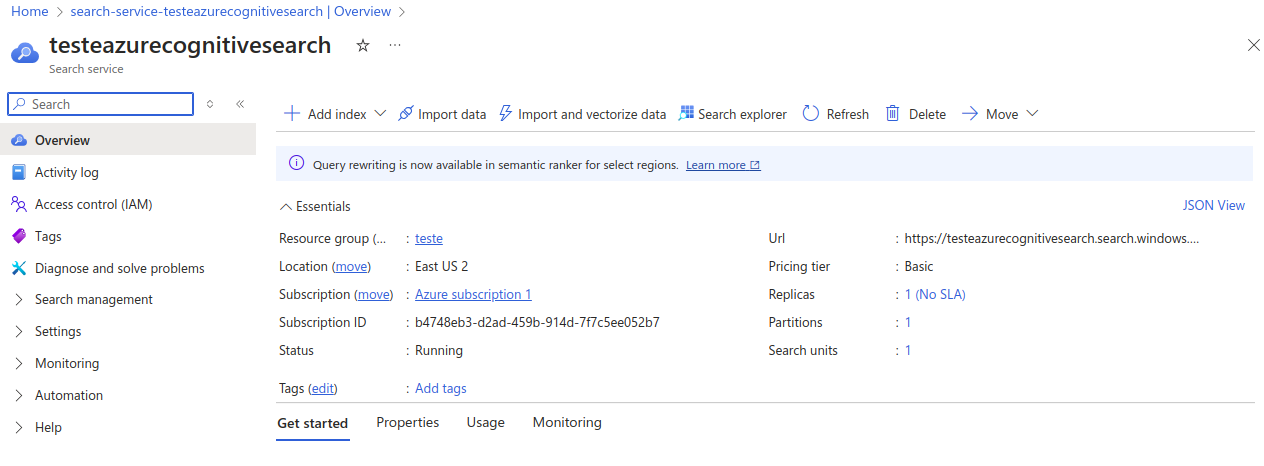 Home > search-service-testeazurecognitivesearch | Overview >
testeazurecognitivesearch
Search service
Search
Overview
Activity log
Access control (IAM)
Tags
Diagnose and solve problems
Search management
Settings
Monitoring
Automation
Help
Add index Import data Import and vectorize data Search explorer Refresh Delete Move
Query rewriting is now available in semantic ranker for select regions. Learn more
Essentials
JSON View
Resource group (... : teste
Location (move) : East US 2
Subscription (move) : Azure subscription 1
Subscription ID : b4748eb3-d2ad-459b-914d-7f7c5ee052b7
Status : Running
Url : https://testeazurecognitivesearch.search.windows....
Pricing tier : Basic
Replicas : 1 (No SLA)
Partitions : 1
Search units : 1
Tags (edit) : Add tags
Get started Properties Usage Monitoring